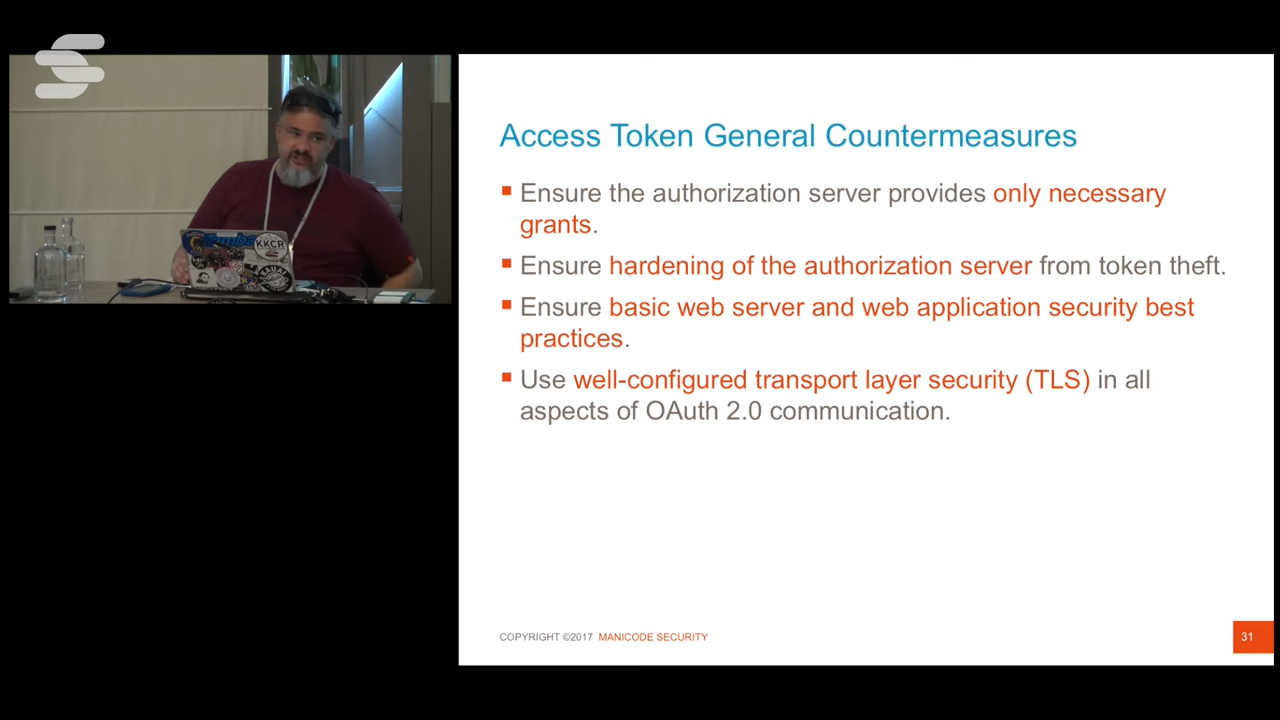 Access Token General Countermeasures
Ensure the authorization server provides only necessary
grants.
Ensure hardening of the authorization server from token theft.
Ensure basic web server and web application security best
practices.
Use well-configured transport layer security (TLS) in all
aspects of OAuth 2.0 communication.
COPYRIGHT ©2017 MANICODE SECURITY
31
KKCR
KAUAI